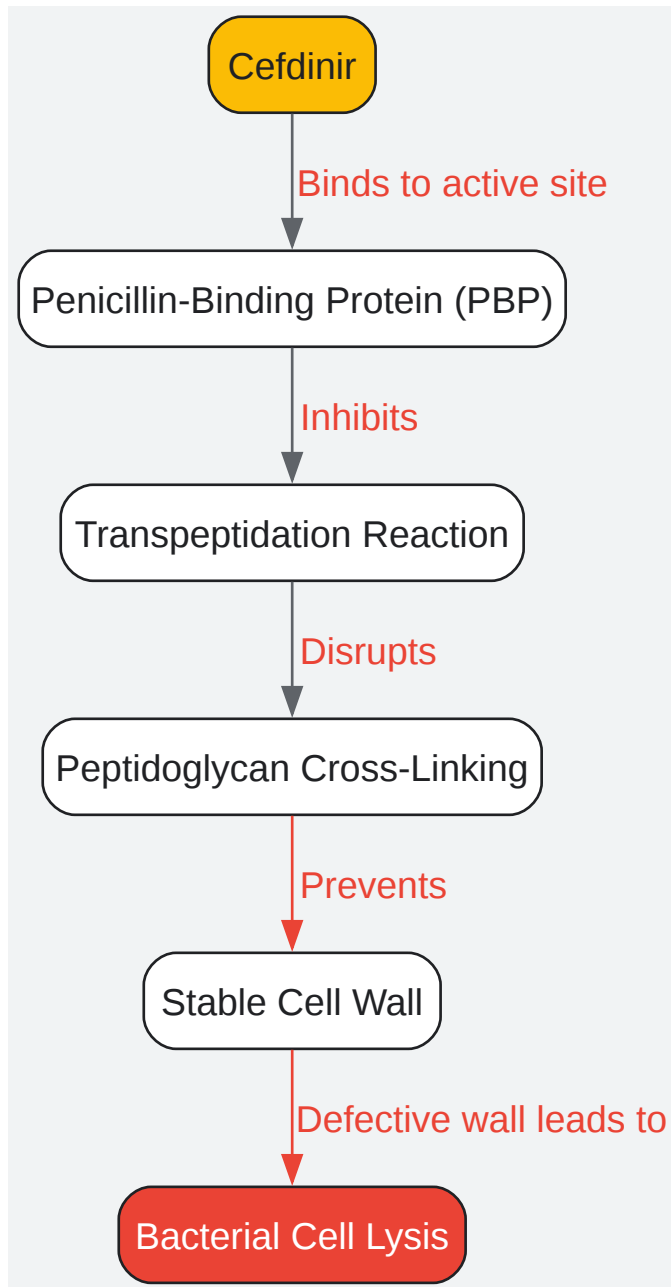 Cefdinir
Binds to active site
Penicillin-Binding Protein (PBP)
Inhibits
Transpeptidation Reaction
Disrupts
Peptidoglycan Cross-Linking
Prevents
Stable Cell Wall
Defective wall leads to
Bacterial Cell Lysis